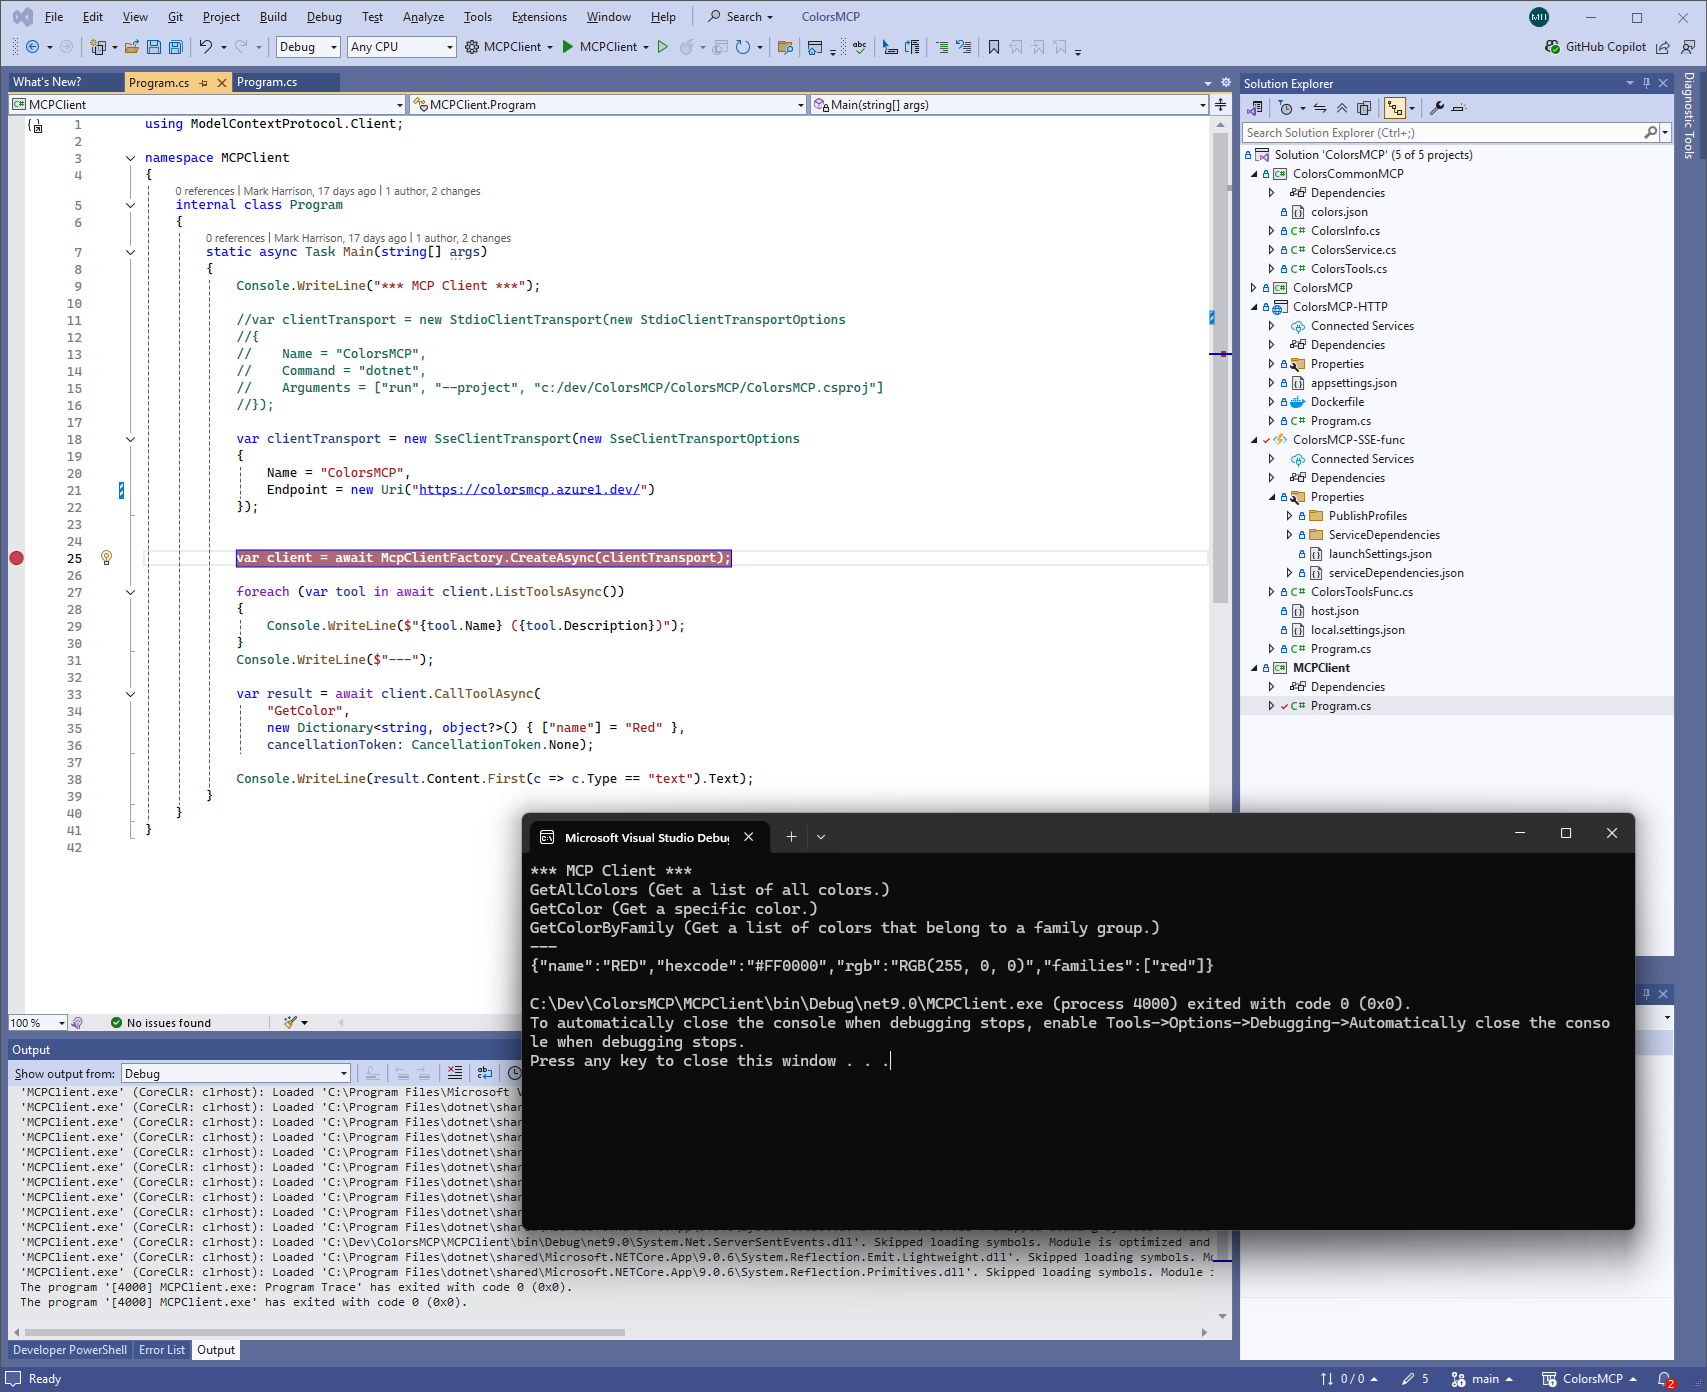 File Edit View Git Project Build Debug Test Analyze Tools Extensions Window Help Search ColorsMCP MH
Debug Any CPU MCPClient MCPClient GitHub Copilot
What's New? Program.cs Program.cs
MCPClient MCPClient.Program Main(string[] args)
1 using ModelContextProtocol.Client;
2
3 namespace MCPClient
4 {
0 references | Mark Harrison, 17 days ago | 1 author, 2 changes
5 internal class Program
6 {
0 references | Mark Harrison, 17 days ago | 1 author, 2 changes
7 static async Task Main(string[] args)
8 {
9 Console.WriteLine("*** MCP Client ***");
10
11 //var clientTransport = new StdioClientTransport(new StdioClientTransportOptions
12 //{
13 //    Name = "ColorsMCP",
14 //    Command = "dotnet",
15 //    Arguments = ["run", "--project", "c:/dev/ColorsMCP/ColorsMCP/ColorsMCP.csproj"]
16 //});
17
18 var clientTransport = new SseClientTransport(new SseClientTransportOptions
19 {
20 Name = "ColorsMCP",
21 Endpoint = new Uri("https://colorsmcp.azure1.dev/")
22 });
23
24
25 var client = await McpClientFactory.CreateAsync(clientTransport);
26
27 foreach (var tool in await client.ListToolsAsync())
28 {
29 Console.WriteLine($"{tool.Name} ({tool.Description})");
30 }
31 Console.WriteLine($"---");
32
33 var result = await client.CallToolAsync(
34 "GetColor",
35 new Dictionary<string, object?>() { ["name"] = "Red" },
36 cancellationToken: CancellationToken.None);
37
38 Console.WriteLine(result.Content.First(c => c.Type == "text").Text);
39 }
40 }
41 }
42
100 % No issues found
Solution Explorer
Search Solution Explorer (Ctrl+;)
Solution 'ColorsMCP' (5 of 5 projects)
ColorsCommonMCP
Dependencies
colors.json
ColorsInfo.cs
ColorsService.cs
ColorsTools.cs
ColorsMCP
ColorsMCP-HTTP
Connected Services
Dependencies
Properties
appsettings.json
Dockerfile
Program.cs
ColorsMCP-SSE-func
Connected Services
Dependencies
Properties
PublishProfiles
ServiceDependencies
launchSettings.json
serviceDependencies.json
ColorsToolsFunc.cs
host.json
local.settings.json
Program.cs
MCPClient
Dependencies
Program.cs
Diagnostic Tools
Microsoft Visual Studio Debug
*** MCP Client ***
GetAllColors (Get a list of all colors.)
GetColor (Get a specific color.)
GetColorByFamily (Get a list of colors that belong to a family group.)
---
{"name":"RED","hexcode":"#FF0000","rgb":"RGB(255, 0, 0)","families":["red"]}
C:\Dev\ColorsMCP\MCPClient\bin\Debug\net9.0\MCPClient.exe (process 4000) exited with code 0 (0x0).
To automatically close the console when debugging stops, enable Tools->Options->Debugging->Automatically close the conso
le when debugging stops.
Press any key to close this window . . .
Output
Show output from: Debug
'MCPClient.exe' (CoreCLR: clrhost): Loaded 'C:\Program Files\Microsoft V
'MCPClient.exe' (CoreCLR: clrhost): Loaded 'C:\Program Files\dotnet\shar
'MCPClient.exe' (CoreCLR: clrhost): Loaded 'C:\Program Files\dotnet\shar
'MCPClient.exe' (CoreCLR: clrhost): Loaded 'C:\Program Files\dotnet\shar
'MCPClient.exe' (CoreCLR: clrhost): Loaded 'C:\Program Files\dotnet\shar
'MCPClient.exe' (CoreCLR: clrhost): Loaded 'C:\Program Files\dotnet\shar
'MCPClient.exe' (CoreCLR: clrhost): Loaded 'C:\Program Files\dotnet\shar
'MCPClient.exe' (CoreCLR: clrhost): Loaded 'C:\Program Files\dotnet\shar
'MCPClient.exe' (CoreCLR: clrhost): Loaded 'C:\Program Files\dotnet\shar
'MCPClient.exe' (CoreCLR: clrhost): Loaded 'C:\Program Files\dotnet\shar
'MCPClient.exe' (CoreCLR: clrhost): Loaded 'C:\Dev\ColorsMCP\MCPClient\bin\Debug\net9.0\System.Net.ServerSentEvents.dll'. Skipped loading symbols. Module is optimized and
'MCPClient.exe' (CoreCLR: clrhost): Loaded 'C:\Program Files\dotnet\shared\Microsoft.NETCore.App\9.0.6\System.Reflection.Emit.Lightweight.dll'. Skipped loading symbols.
'MCPClient.exe' (CoreCLR: clrhost): Loaded 'C:\Program Files\dotnet\shared\Microsoft.NETCore.App\9.0.6\System.Reflection.Primitives.dll'. Skipped loading symbols. Module
The program '[4000] MCPClient.exe: Program Trace' has exited with code 0 (0x0).
The program '[4000] MCPClient.exe' has exited with code 0 (0x0).
Developer PowerShell Error List Output
Ready 0 / 0 5 main ColorsMCP 2